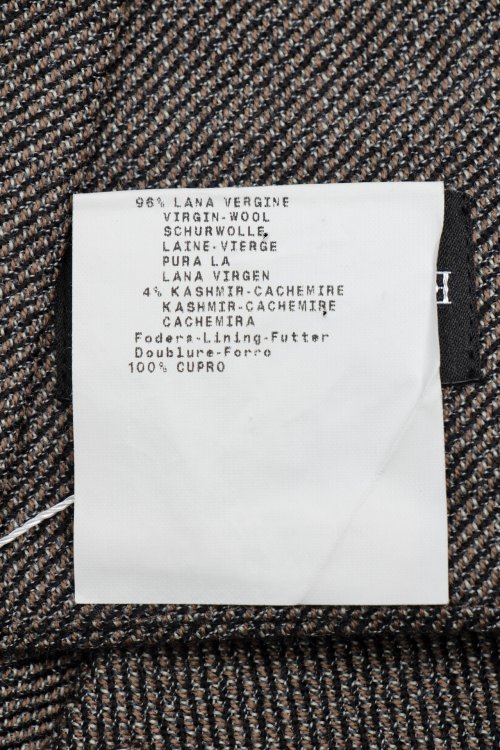 96% LANA VERGINE
VIRGIN-WOOL
SCHURWOLLE
LAINE-VIERGE
PURA LA
LANA VIRGEN
4% KASHMIR-CACHEMIRE
KASHMIR-CACHEMIRE
CACHEMIRA
Fodera-Lining-Futter
Doublure-Forro
100% CUPRO